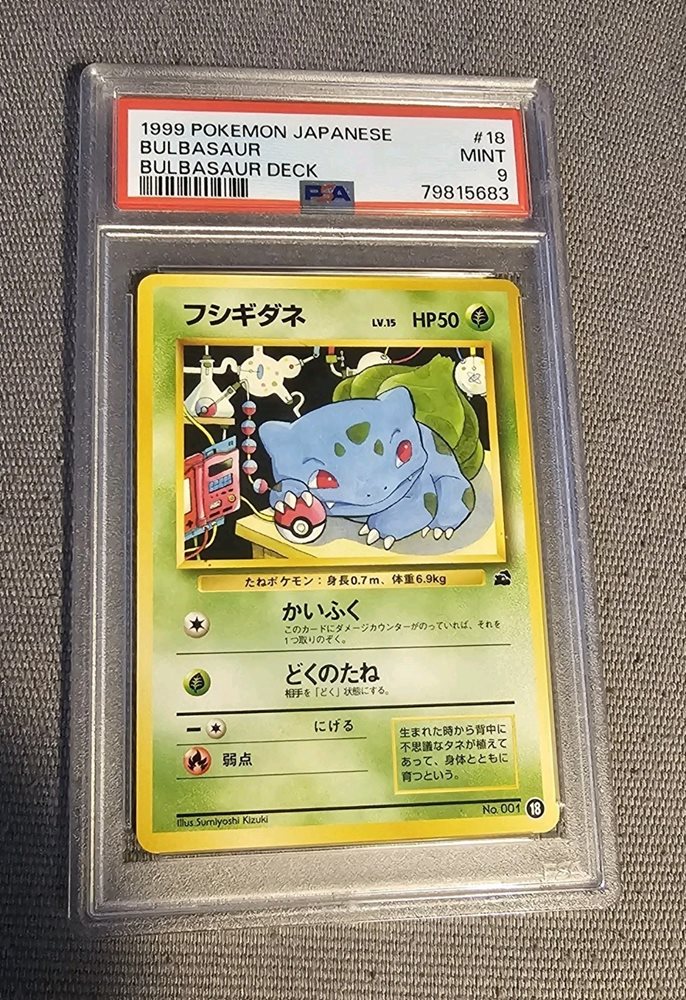 1999 POKEMON JAPANESE #18
BULBASAUR MINT
BULBASAUR DECK 9
PSA 79815683
フシギダネ LV.15 HP50
たねポケモン：身長0.7m、体重6.9kg
かいふく
このカードにダメージカウンターがのっていれば、それを
1つ取りのぞく。
どくのたね
相手を「どく」状態にする。
にげる
弱点
生まれた時から背中に
不思議なタネが植えて
あって、身体とともに
育つという。
Illus. Sumiyoshi Kizuki No. 001 18
PSA